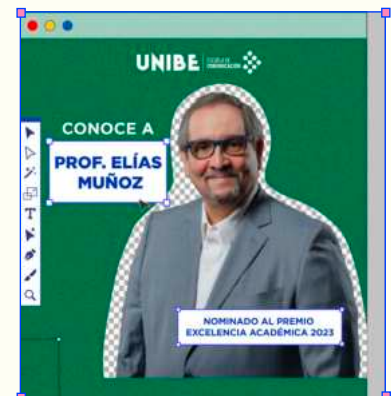 UNIBE
CONOCE A
PROF. ELÍAS
MUÑOZ
NOMINADO AL PREMIO
EXCELENCIA ACADÉMICA 2023